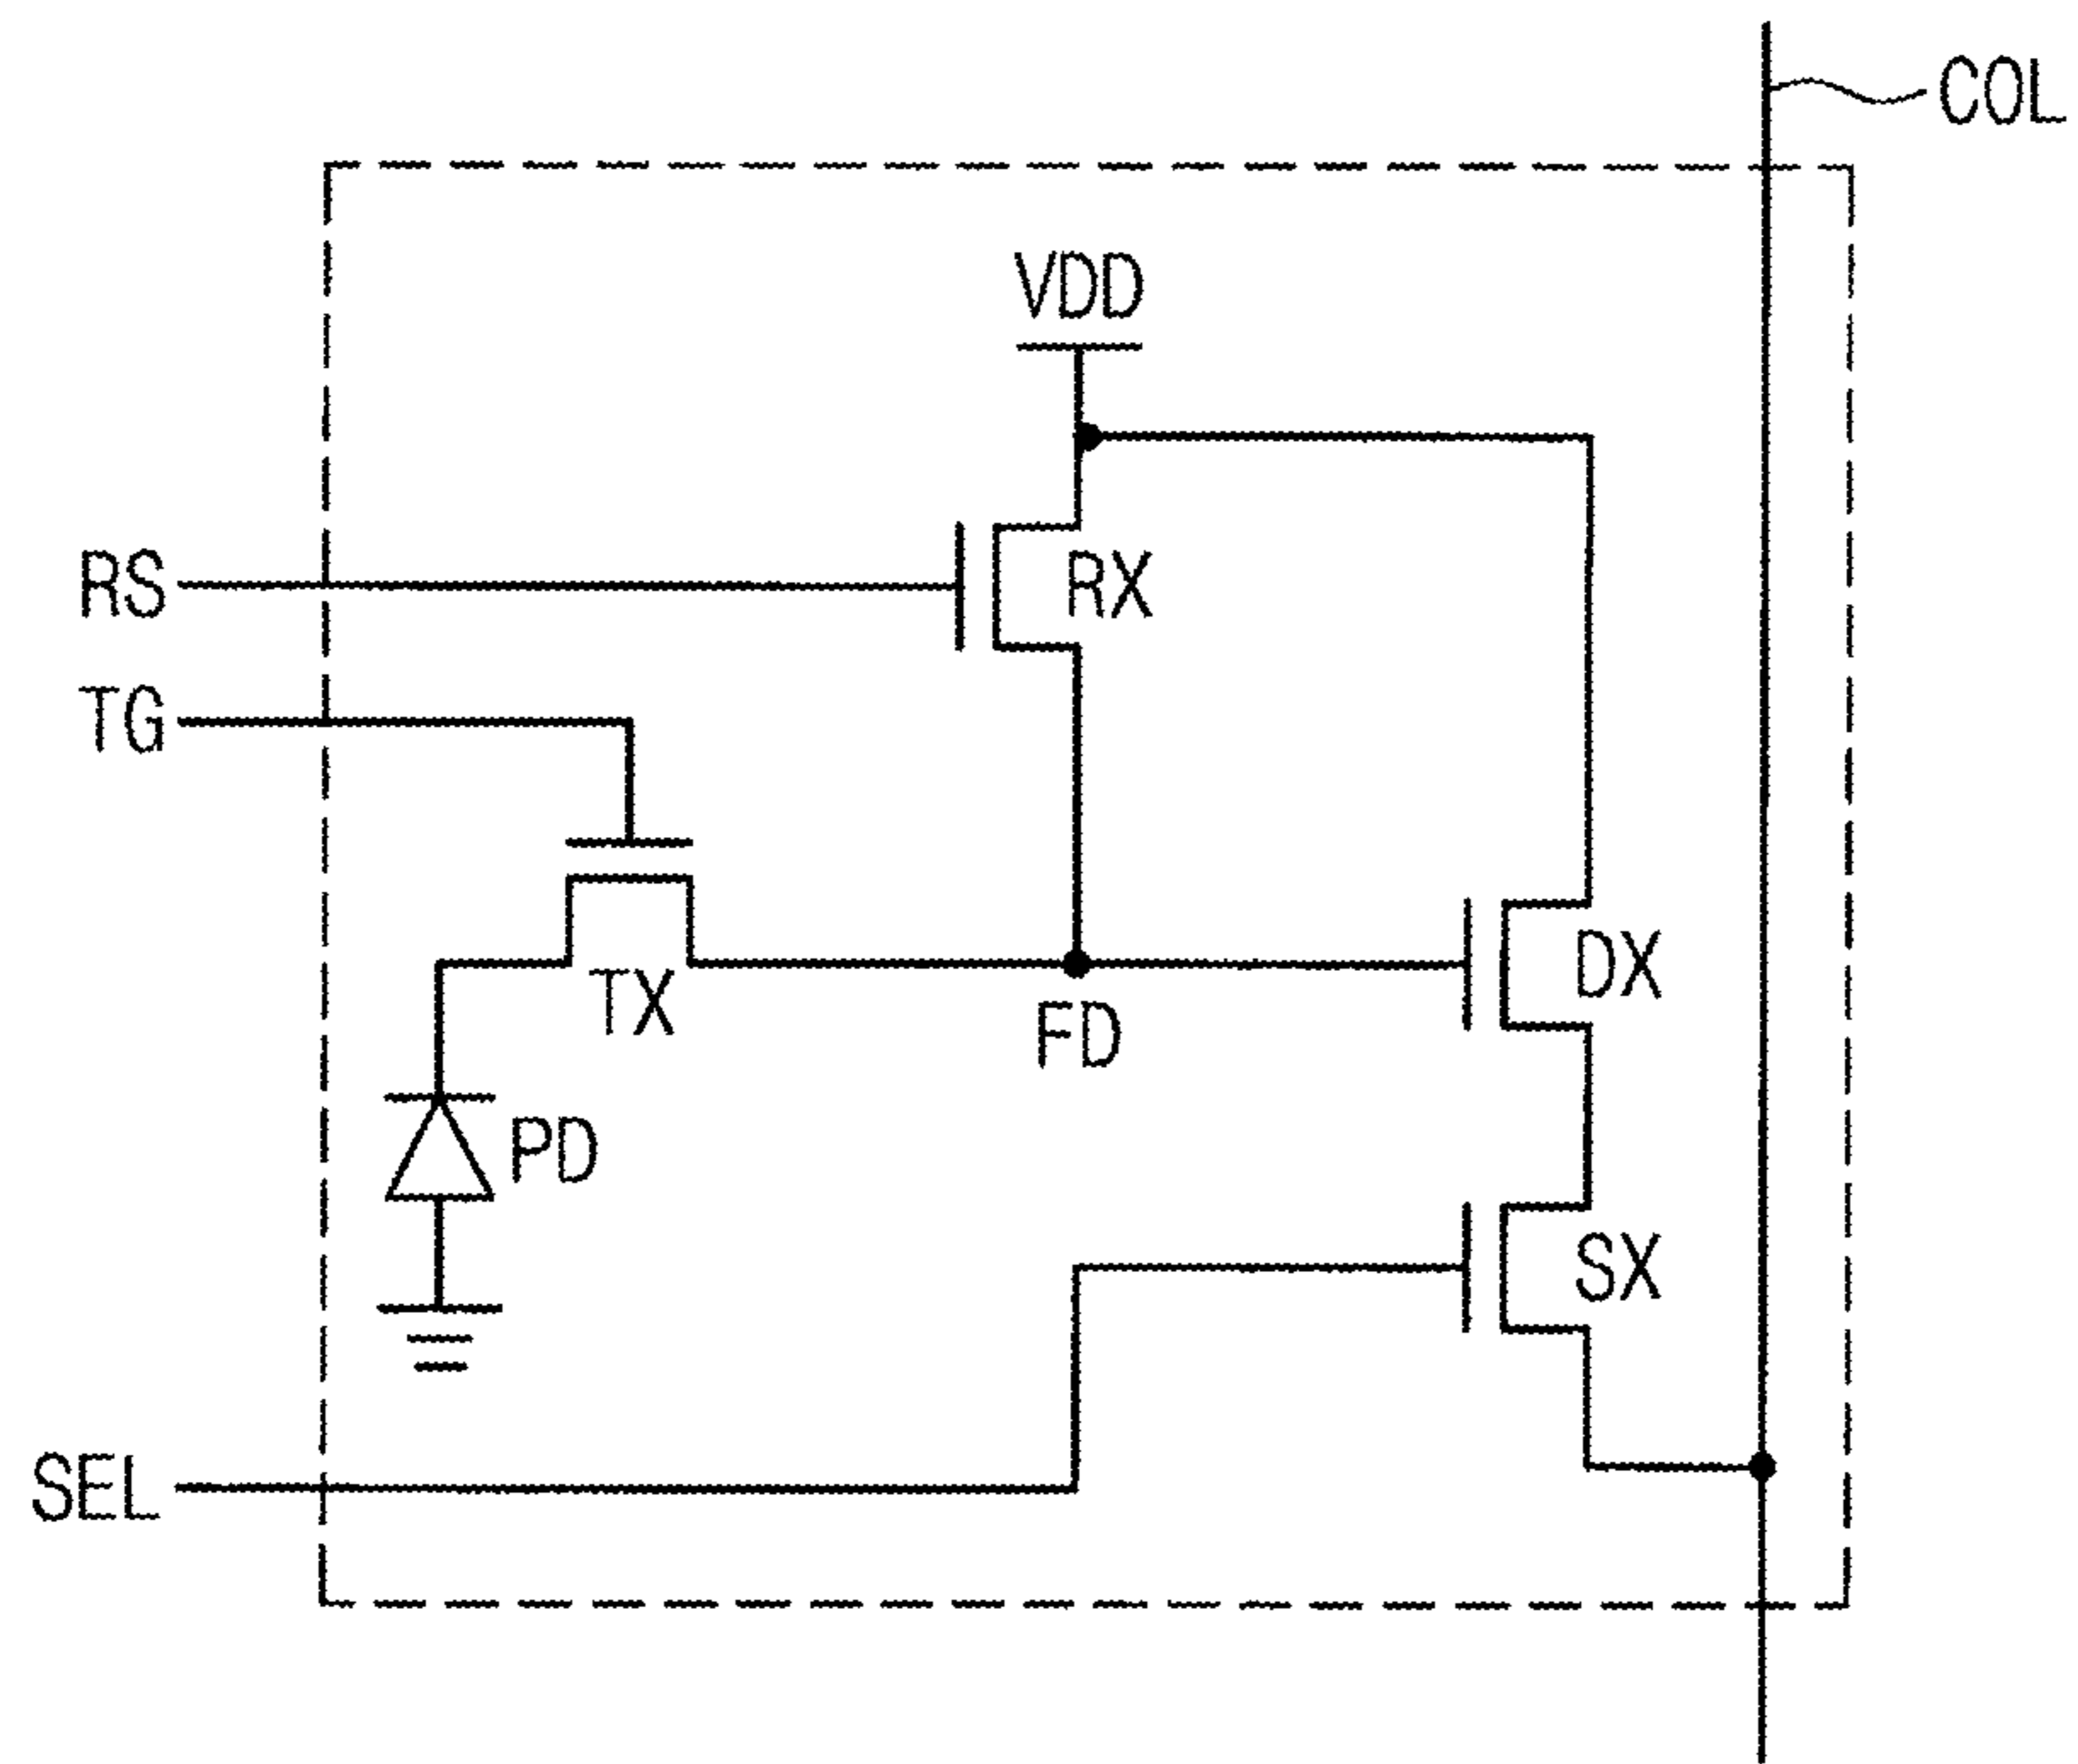 COL
VDD
RS
RX
TG
DX
TX
FD
PD
SX
SEL